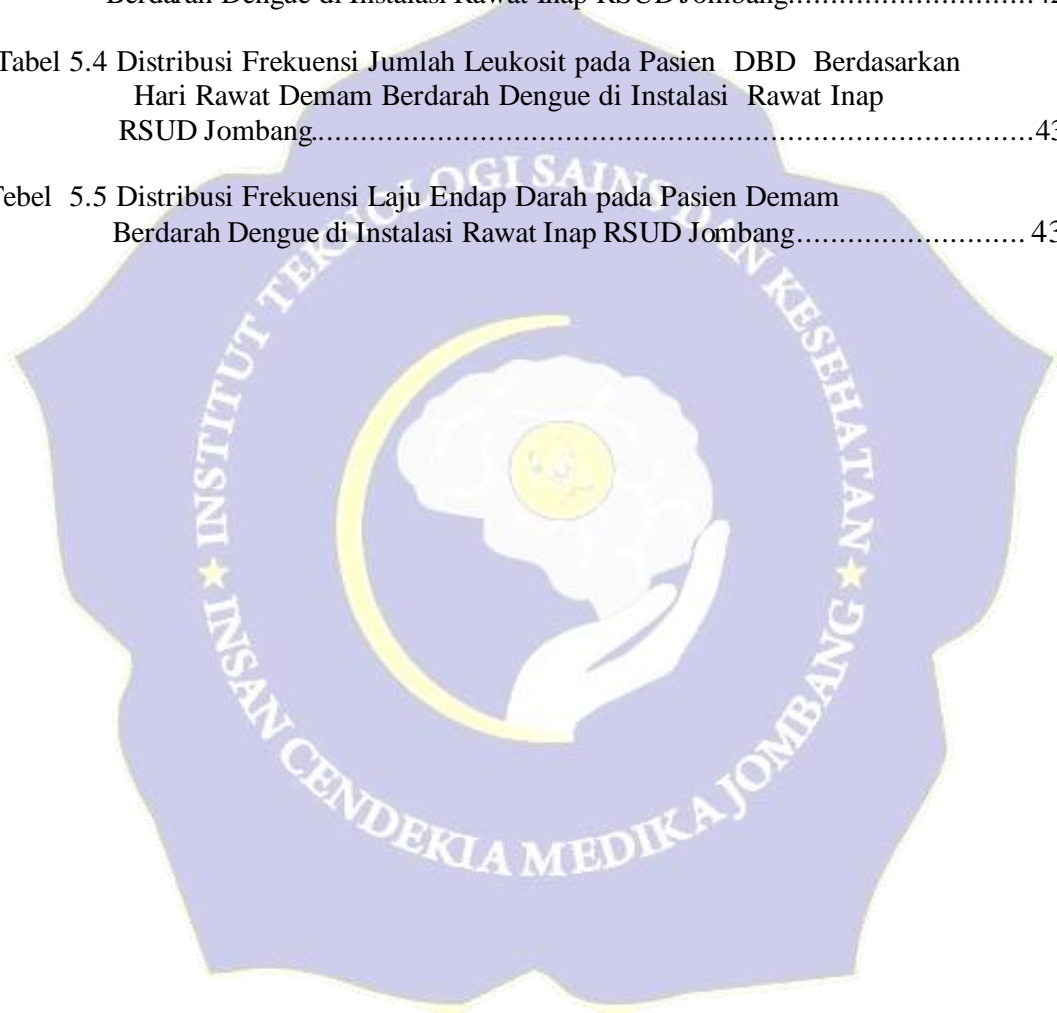 Berdarah Dengue di Instalasi Rawat Inap RSUD Jombang............................42
Tabel 5.4 Distribusi Frekuensi Jumlah Leukosit pada Pasien DBD Berdasarkan
Hari Rawat Demam Berdarah Dengue di Instalasi Rawat Inap
RSUD Jombang....................................................................................43
Tebel 5.5 Distribusi Frekuensi Laju Endap Darah pada Pasien Demam
Berdarah Dengue di Instalasi Rawat Inap RSUD Jombang........................... 43
INSTITUT TEKNOLOGI SAINS DAN KESEHATAN
INSAN CENDEKIA MEDIKA JOMBANG